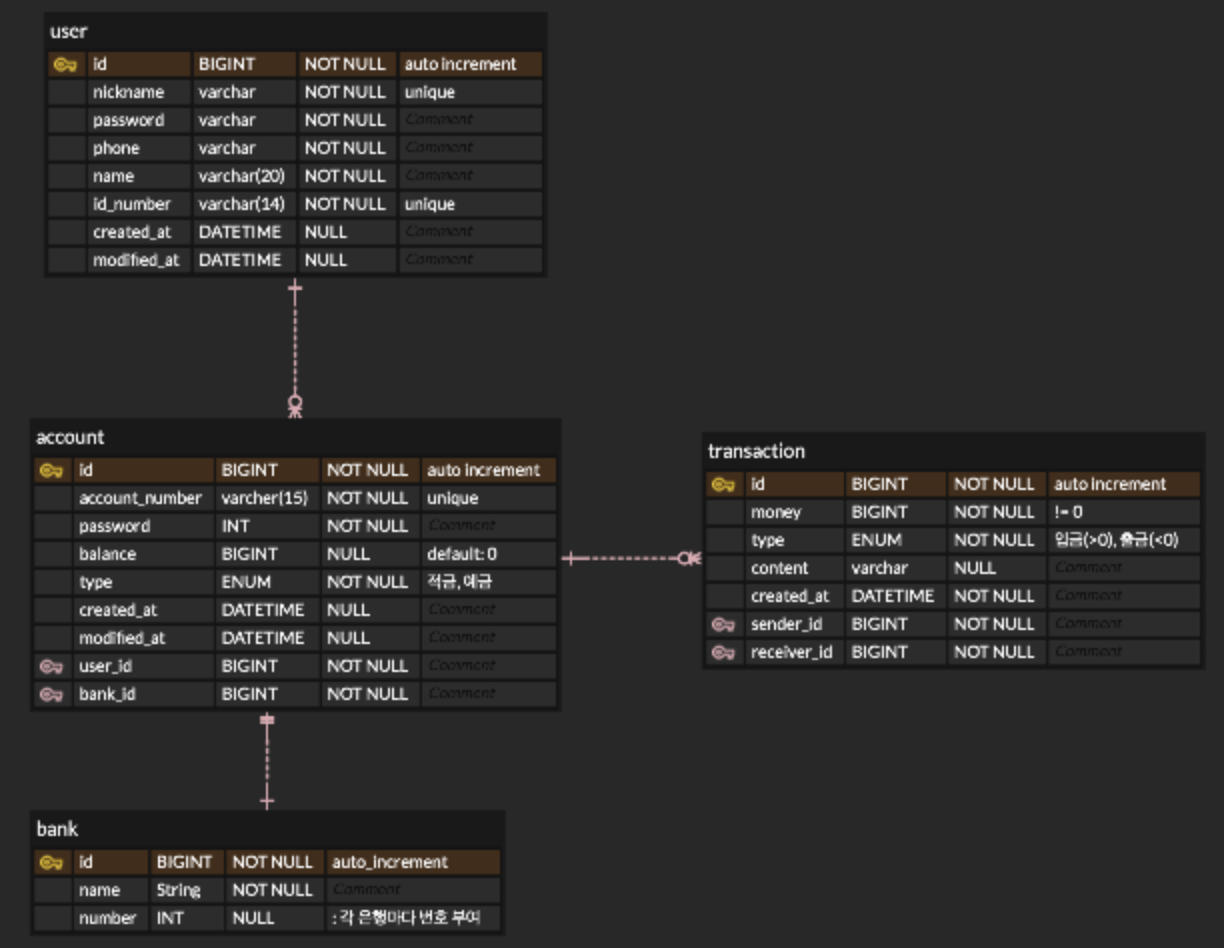 user
id BIGINT NOT NULL auto increment
nickname varchar NOT NULL unique
password varchar NOT NULL Comment
phone varchar NOT NULL Comment
name varchar(20) NOT NULL Comment
id_number varchar(14) NOT NULL unique
created_at DATETIME NULL Comment
modified_at DATETIME NULL Comment
account
id BIGINT NOT NULL auto increment
account_number varcher(15) NOT NULL unique
password INT NOT NULL Comment
balance BIGINT NULL default: 0
type ENUM NOT NULL 적금, 예금
created_at DATETIME NULL Comment
modified_at DATETIME NULL Comment
user_id BIGINT NOT NULL Comment
bank_id BIGINT NOT NULL Comment
transaction
id BIGINT NOT NULL auto increment
money BIGINT NOT NULL != 0
type ENUM NOT NULL 입금(>0), 출금(<0)
content varchar NULL Comment
created_at DATETIME NOT NULL Comment
sender_id BIGINT NOT NULL Comment
receiver_id BIGINT NOT NULL Comment
bank
id BIGINT NOT NULL auto_increment
name String NOT NULL Comment
number INT NULL : 각 은행마다 번호 부여